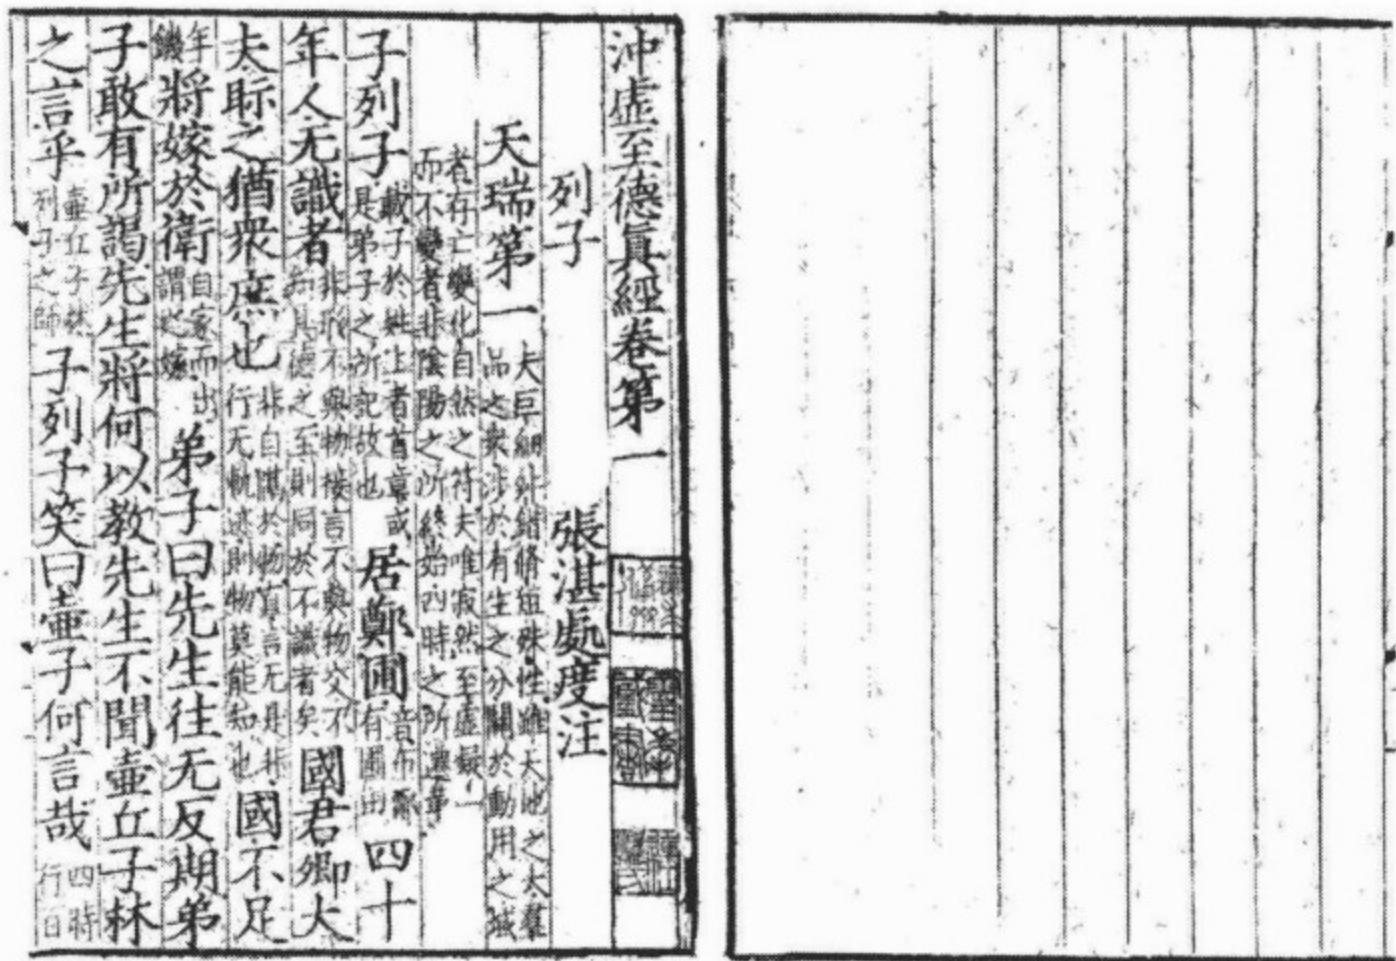 沖虛至德真經卷第一
列子 張湛處度注
天瑞第一 夫巨細舛錯脩短殊性雖天地之大羣品之衆涉於有生之分關於動用之域
者存亡變化自然之符夫唯寂然至虛凝一而不變者非陰陽之所終始四時之所遷革
子列子 載子於姓上者首章或是弟子之所記故也 居鄭圃 音布鄭有圃田 四十
年人无識者 非形不與物接言不與物交不知其德之至則同於不識者矣 國君卿大
夫眎之猶衆庶也 非自隔於物直言无是非行无軌迹則物莫能知也 國不足
年饑 將嫁於衛 自家而出謂之嫁 弟子曰先生往无反期弟
子敢有所謁先生將何以教先生不聞壺丘子林
之言乎 壺丘子林列子之師 子列子笑曰壺子何言哉 四時行百